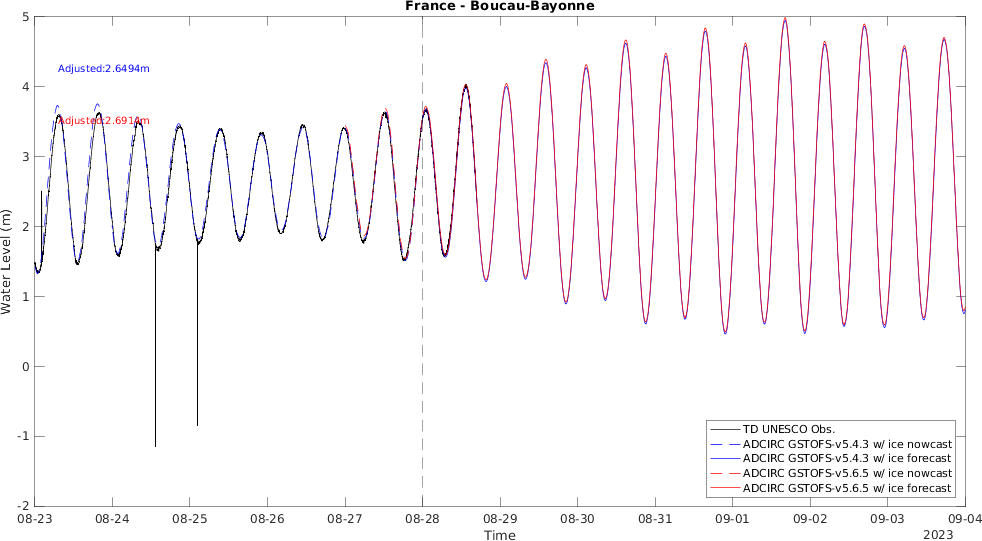 France - Boucau-Bayonne
5
4
3
2
1
0
-1
-2
Water Level (m)
Adjusted:2.6494m
Adjusted:2.691
TD UNESCO Obs.
ADCIRC GSTOFS-v5.4.3 w/ ice nowcast
ADCIRC GSTOFS-v5.4.3 w/ ice forecast
ADCIRC GSTOFS-v5.6.5 w/ ice nowcast
ADCIRC GSTOFS-v5.6.5 w/ ice forecast
08-23 08-24 08-25 08-26 08-27 08-28 08-29 08-30 08-31 09-01 09-02 09-03 09-04
Time
2023